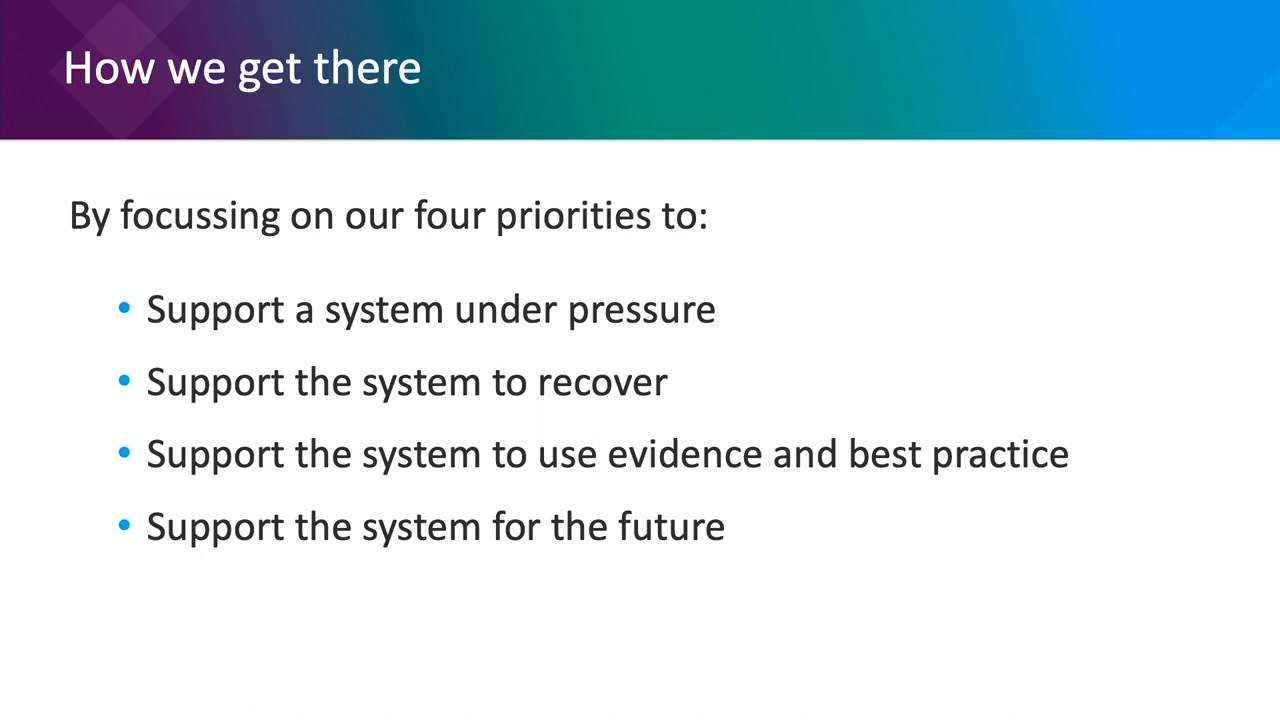 How we get there
By focussing on our four priorities to:
• Support a system under pressure
• Support the system to recover
• Support the system to use evidence and best practice
• Support the system for the future